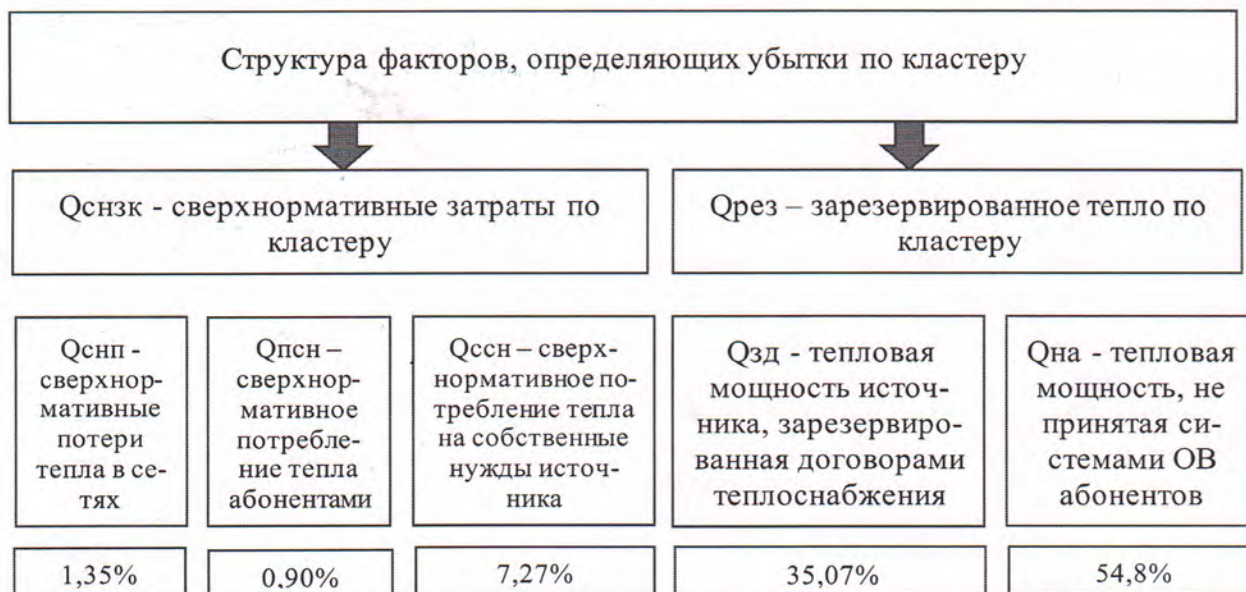 Структура факторов, определяющих убытки по кластеру
Qснзк - сверхнормативные затраты по
кластеру
Qрез – зарезервированное тепло по
кластеру
Qснп -
сверхнор-
мативные
потери
тепла в се-
тях
Qпсн –
сверхнор-
мативное
потребле-
ние тепла
абонентами
Qссн – сверх-
нормативное по-
требление тепла
на собственные
нужды источ-
ника
Qзд - тепловая
мощность источ-
ника, зарезервиро-
ванная договорами
теплоснабжения
Qна - тепловая
мощность, не
принятая си-
стемами ОВ
абонентов
1,35%
0,90%
7,27%
35,07%
54,8%